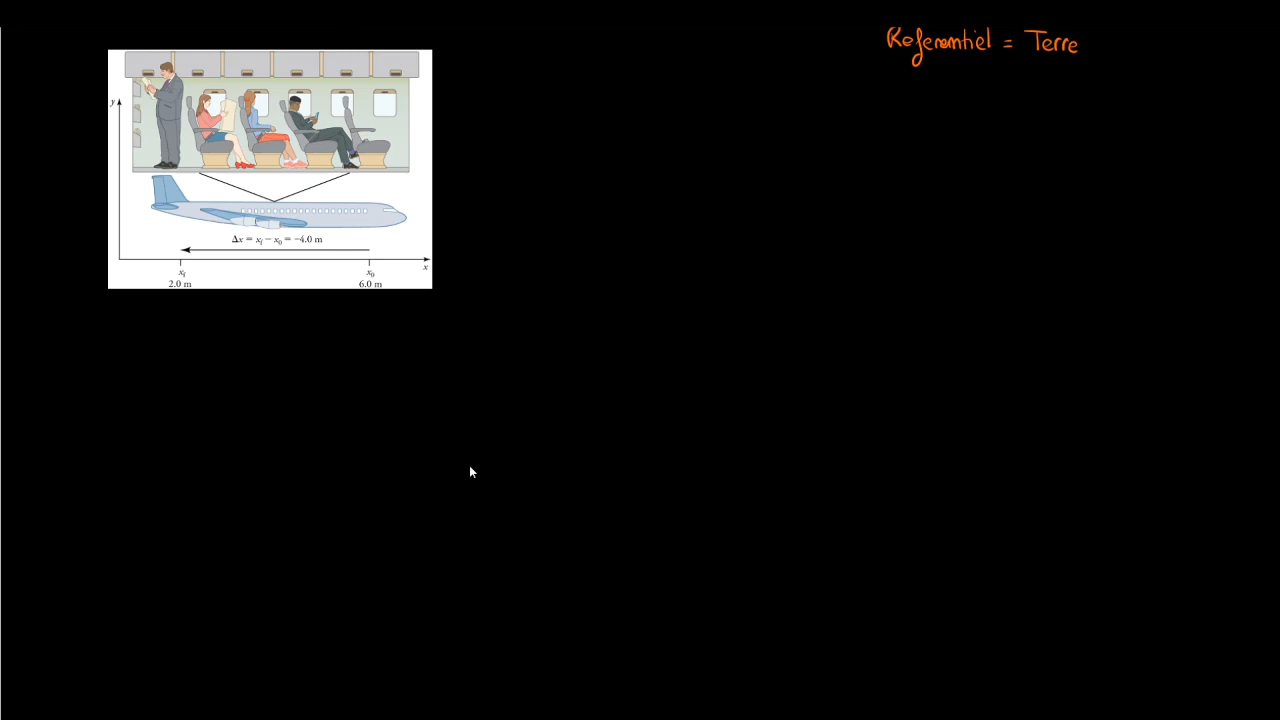 Referentiel = Terre
y
Δx = xf − x0 = −4.0 m
x
xf
x0
2.0 m
6.0 m